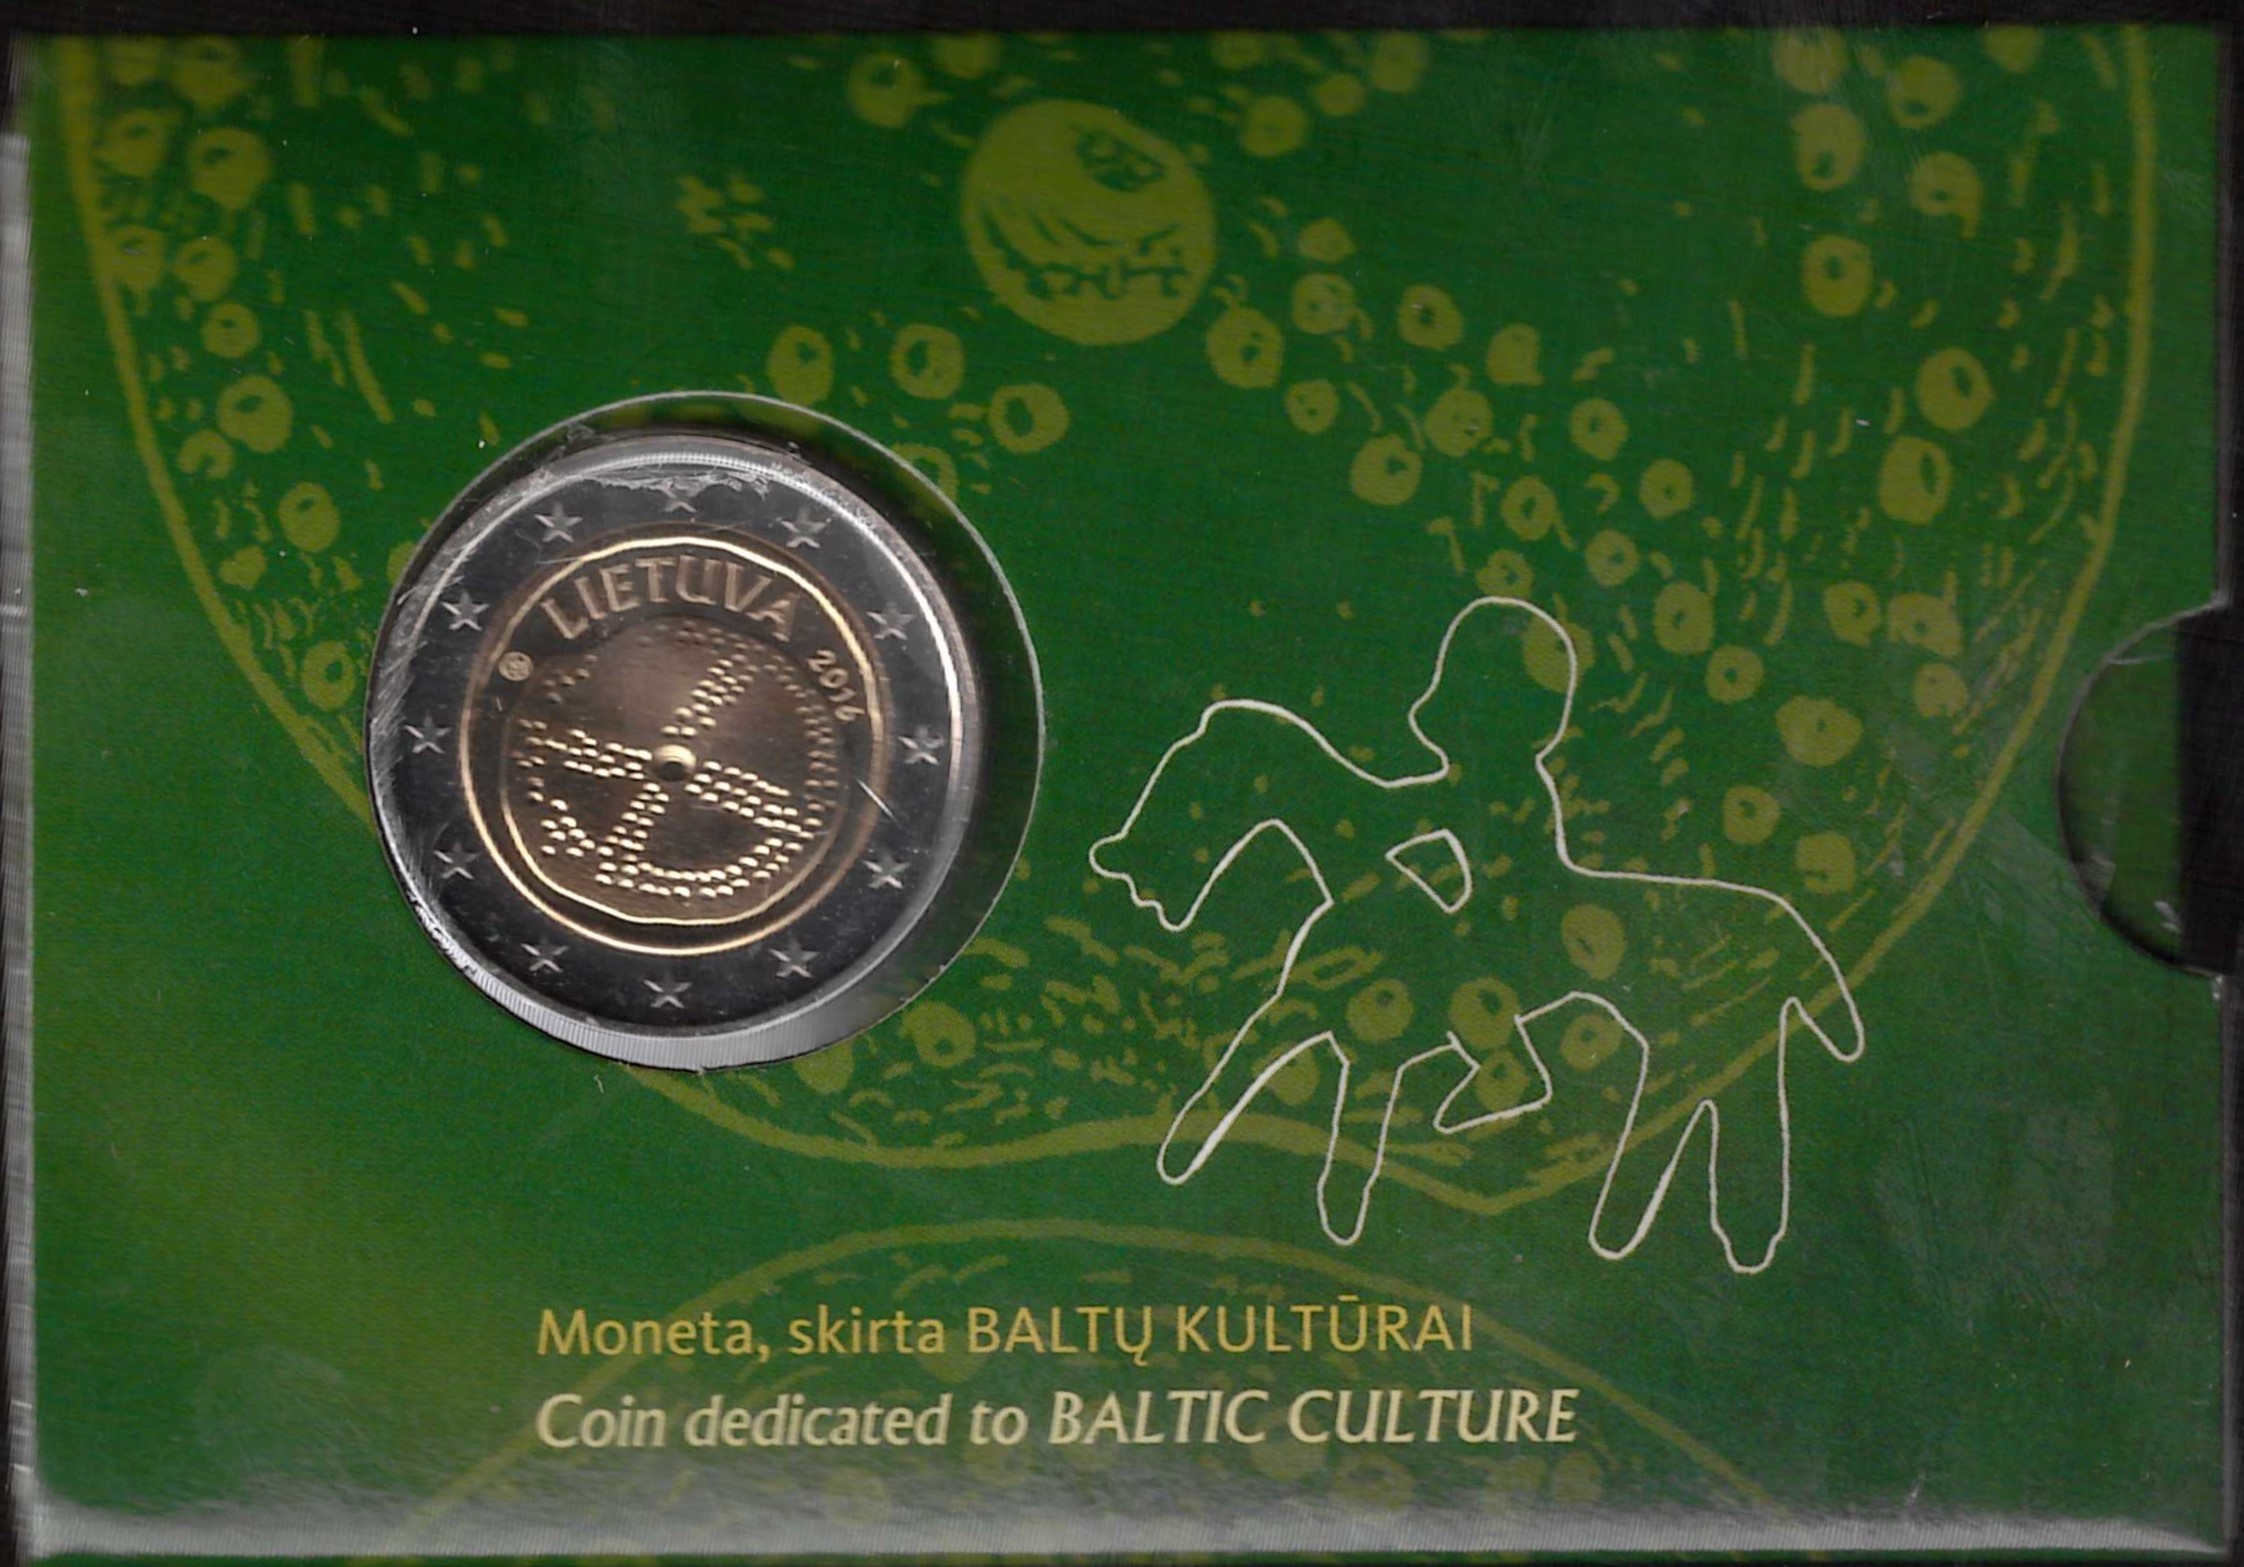 LIETUVA
2016
Moneta, skirta BALTŲ KULTŪRAI
Coin dedicated to BALTIC CULTURE